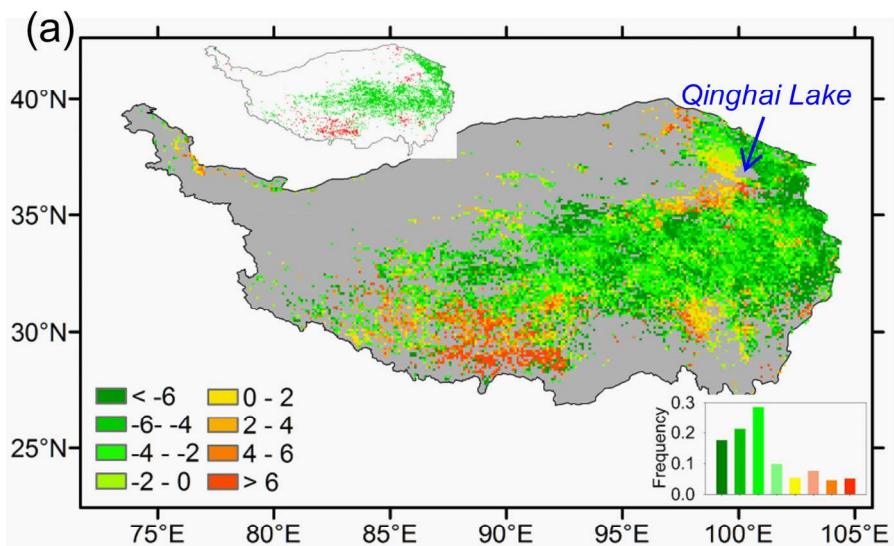 (a)
40°N
35°N
30°N
25°N
Qinghai Lake
< -6
-6- -4
-4 - -2
-2 - 0
0 - 2
2 - 4
4 - 6
> 6
Frequency
0.3
0.2
0.1
0.0
75°E 80°E 85°E 90°E 95°E 100°E 105°E